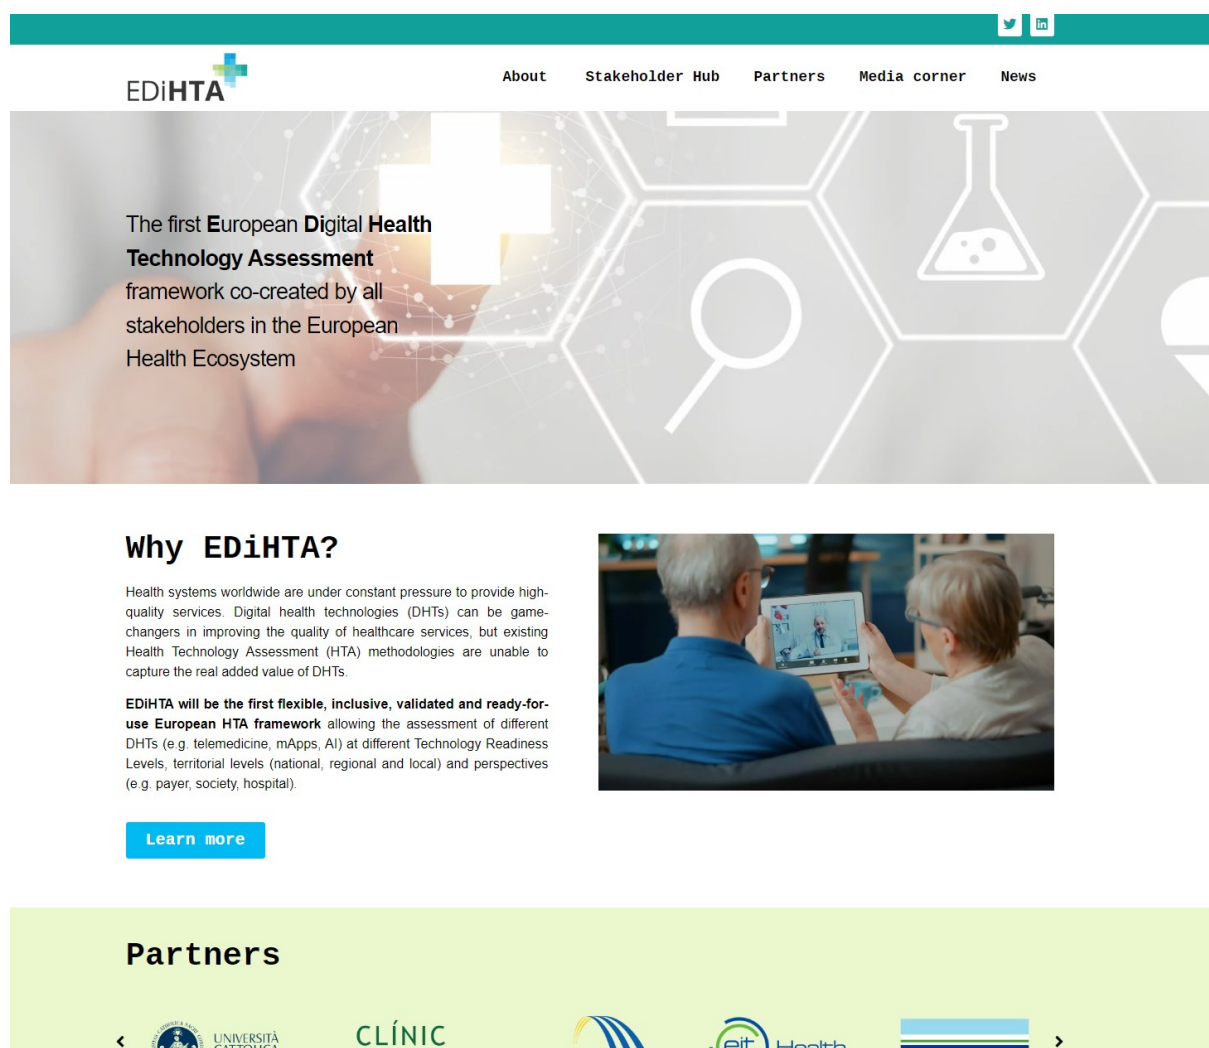 EDiHTA
About Stakeholder Hub Partners Media corner News
The first European Digital Health
Technology Assessment
framework co-created by all
stakeholders in the European
Health Ecosystem
Why EDiHTA?
Health systems worldwide are under constant pressure to provide high-
quality services. Digital health technologies (DHTs) can be game-
changers in improving the quality of healthcare services, but existing
Health Technology Assessment (HTA) methodologies are unable to
capture the real added value of DHTs.
EDiHTA will be the first flexible, inclusive, validated and ready-for-
use European HTA framework allowing the assessment of different
DHTs (e.g. telemedicine, mApps, AI) at different Technology Readiness
Levels, territorial levels (national, regional and local) and perspectives
(e.g. payer, society, hospital).
Learn more
Partners
UNIVERSITÀ
CATTOLICA
CLÍNIC
eit Health